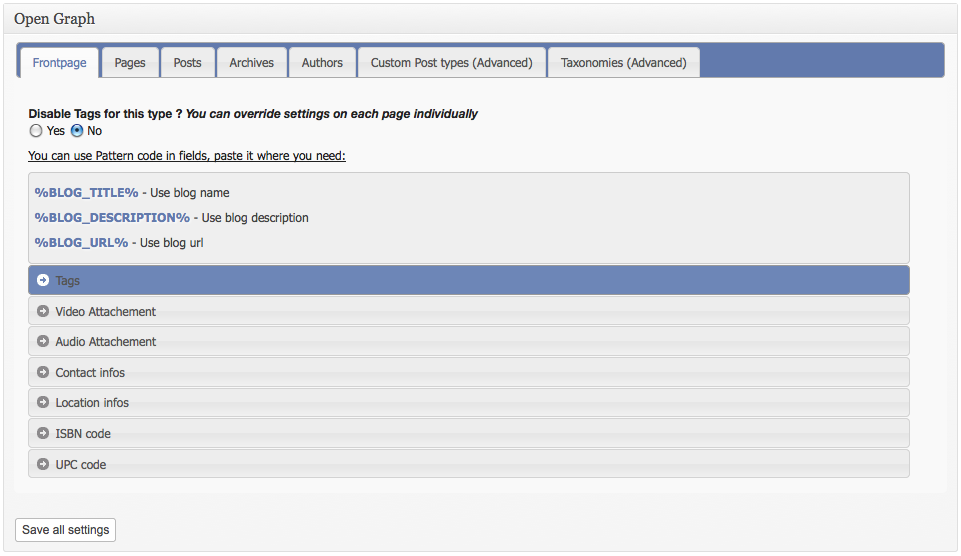 Open Graph
Frontpage Pages Posts Archives Authors Custom Post types (Advanced) Taxonomies (Advanced)
Disable Tags for this type ? You can override settings on each page individually
Yes No
You can use Pattern code in fields, paste it where you need:
%BLOG_TITLE% - Use blog name
%BLOG_DESCRIPTION% - Use blog description
%BLOG_URL% - Use blog url
Tags
Video Attachement
Audio Attachement
Contact infos
Location infos
ISBN code
UPC code
Save all settings